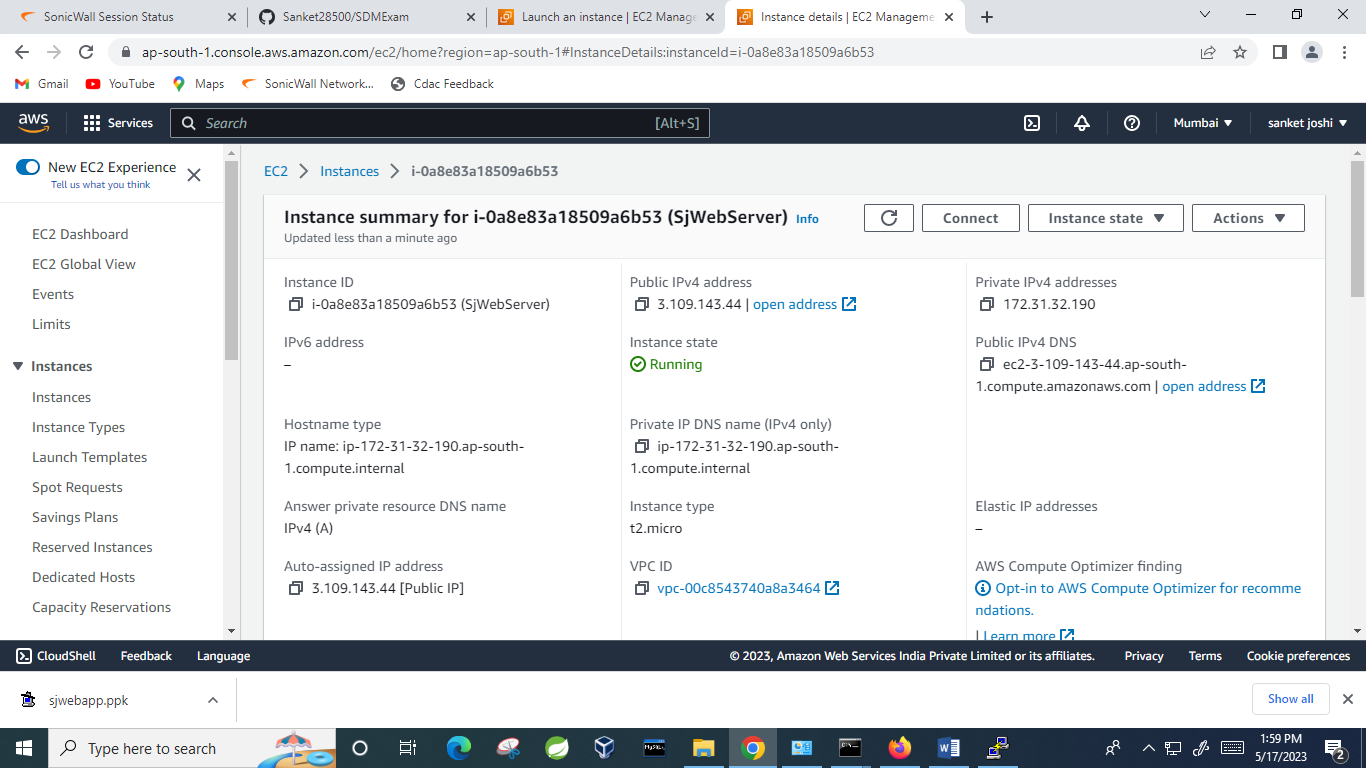 SonicWall Session Status
Sanket28500/SDMExam
Launch an instance | EC2 Manage
Instance details | EC2 Manageme
ap-south-1.console.aws.amazon.com/ec2/home?region=ap-south-1#InstanceDetails:instanceId=i-0a8e83a18509a6b53
Gmail YouTube Maps SonicWall Network... Cdac Feedback
aws Services Search [Alt+S] Mumbai sanket joshi
New EC2 Experience
Tell us what you think
EC2 Dashboard
EC2 Global View
Events
Limits
Instances
Instances
Instance Types
Launch Templates
Spot Requests
Savings Plans
Reserved Instances
Dedicated Hosts
Capacity Reservations
EC2 Instances i-0a8e83a18509a6b53
Instance summary for i-0a8e83a18509a6b53 (SjWebServer) Info
Updated less than a minute ago
Connect Instance state Actions
Instance ID
i-0a8e83a18509a6b53 (SjWebServer)
Public IPv4 address
3.109.143.44 | open address
Private IPv4 addresses
172.31.32.190
IPv6 address
–
Instance state
Running
Public IPv4 DNS
ec2-3-109-143-44.ap-south-
1.compute.amazonaws.com | open address
Hostname type
IP name: ip-172-31-32-190.ap-south-
1.compute.internal
Private IP DNS name (IPv4 only)
ip-172-31-32-190.ap-south-
1.compute.internal
Answer private resource DNS name
IPv4 (A)
Instance type
t2.micro
Elastic IP addresses
–
Auto-assigned IP address
3.109.143.44 [Public IP]
VPC ID
vpc-00c8543740a8a3464
AWS Compute Optimizer finding
Opt-in to AWS Compute Optimizer for recomme
ndations.
| Learn more
CloudShell Feedback Language © 2023, Amazon Web Services India Private Limited or its affiliates. Privacy Terms Cookie preferences
sjwebapp.ppk
Show all
Type here to search
MySQL
W
1:59 PM
5/17/2023
2